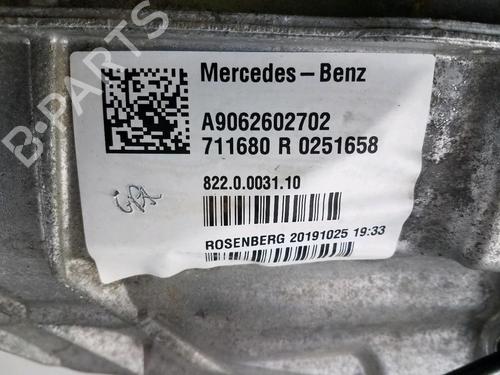 B-PARTS
Mercedes – Benz
A9062602702
711680 R 0251658
822.0.0031.10
ROSENBERG 20191025 19:33